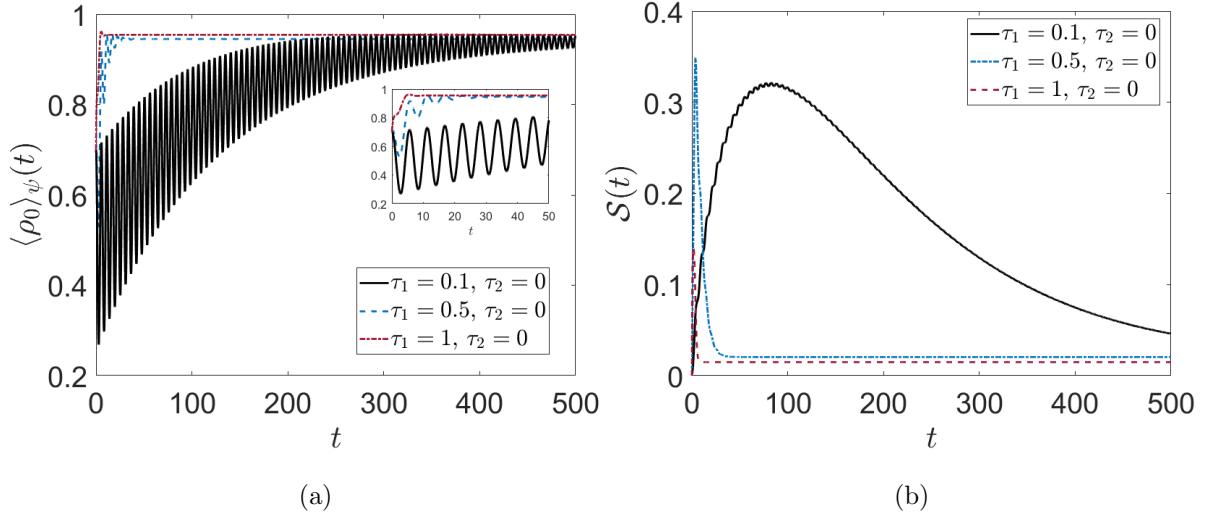 1
0.8
0.6
0.4
0.2
⟨ρ₀⟩ψ(t)
0 100 200 300 400 500
t
1
0.8
0.6
0.4
0.2
0 10 20 30 40 50
t
τ₁ = 0.1, τ₂ = 0
τ₁ = 0.5, τ₂ = 0
τ₁ = 1, τ₂ = 0
(a)
0.4
0.3
0.2
0.1
0
S(t)
0 100 200 300 400 500
t
τ₁ = 0.1, τ₂ = 0
τ₁ = 0.5, τ₂ = 0
τ₁ = 1, τ₂ = 0
(b)